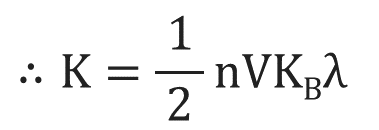 ∴ K = 1/2 nVK_Bλ